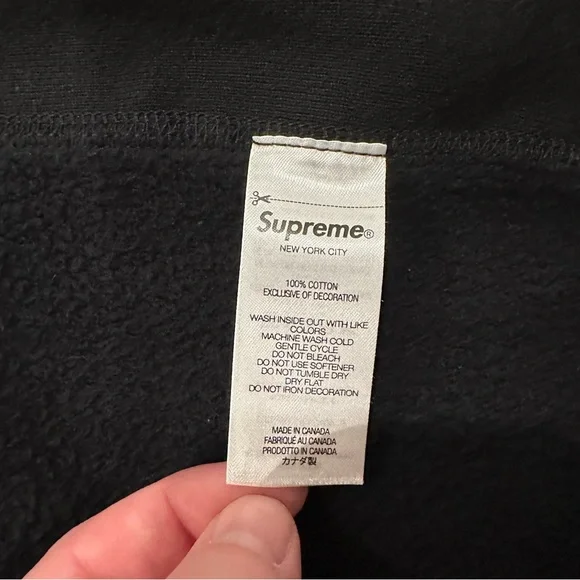 Supreme®
NEW YORK CITY
100% COTTON
EXCLUSIVE OF DECORATION
WASH INSIDE OUT WITH LIKE
COLORS
MACHINE WASH COLD
GENTLE CYCLE
DO NOT BLEACH
DO NOT USE SOFTENER
DO NOT TUMBLE DRY
DRY FLAT
DO NOT IRON DECORATION
MADE IN CANADA
FABRIQUÉ AU CANADA
PRODOTTO IN CANADA
カナダ製